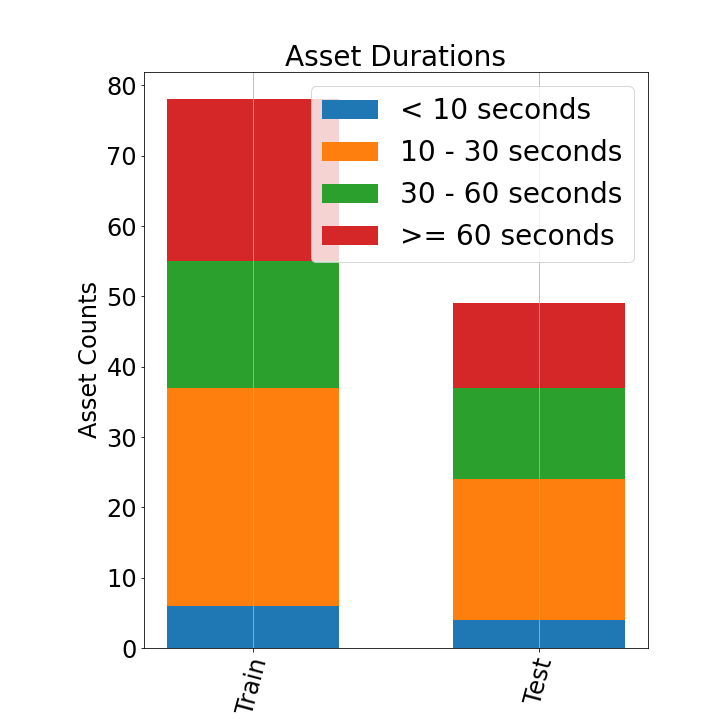 Asset Durations
80
70
60
50
40
30
20
10
0
Asset Counts
< 10 seconds
10 - 30 seconds
30 - 60 seconds
>= 60 seconds
Train
Test